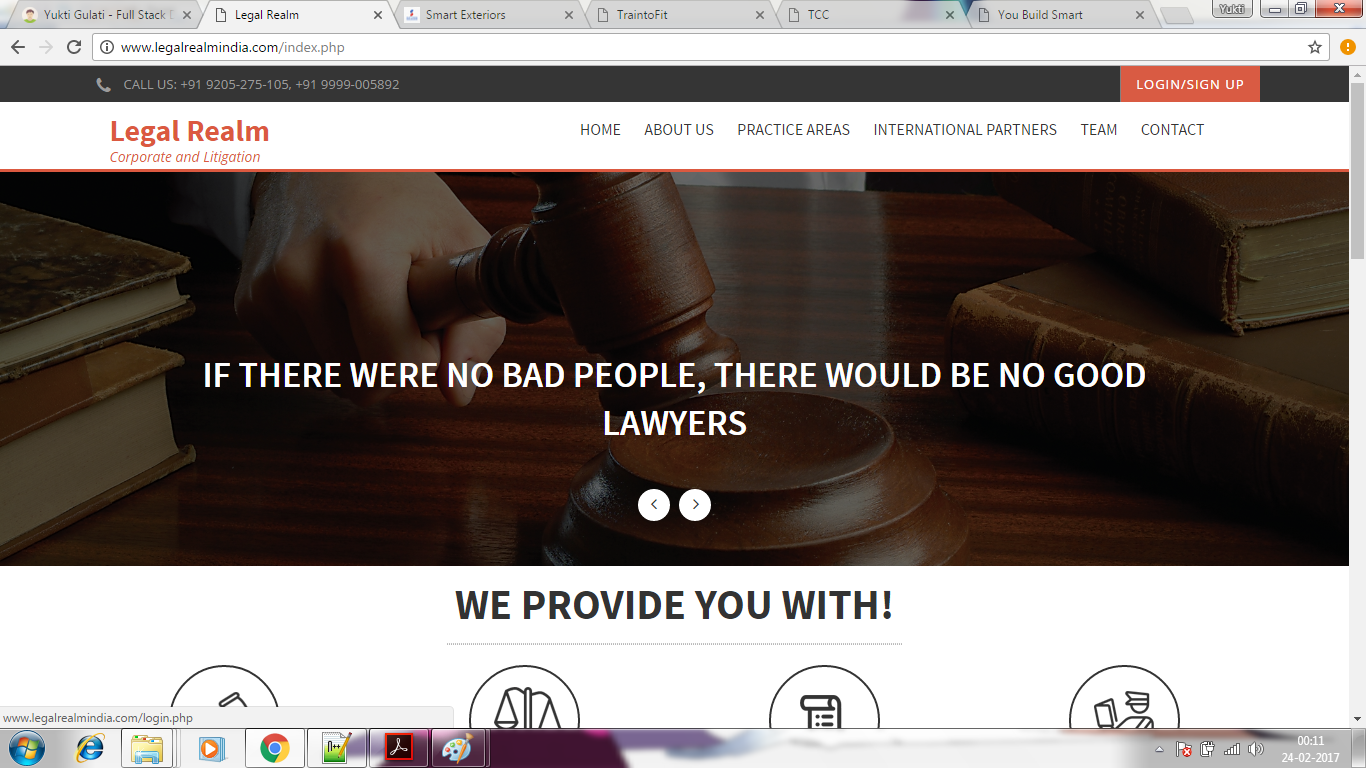 Yukti Gulati - Full Stack
Legal Realm
Smart Exteriors
TraintoFit
TCC
You Build Smart
Yukti
www.legalrealmindia.com/index.php
CALL US: +91 9205-275-105, +91 9999-005892
LOGIN/SIGN UP
Legal Realm
Corporate and Litigation
HOME ABOUT US PRACTICE AREAS INTERNATIONAL PARTNERS TEAM CONTACT
IF THERE WERE NO BAD PEOPLE, THERE WOULD BE NO GOOD
LAWYERS
WE PROVIDE YOU WITH!
www.legalrealmindia.com/login.php
00:11
24-02-2017